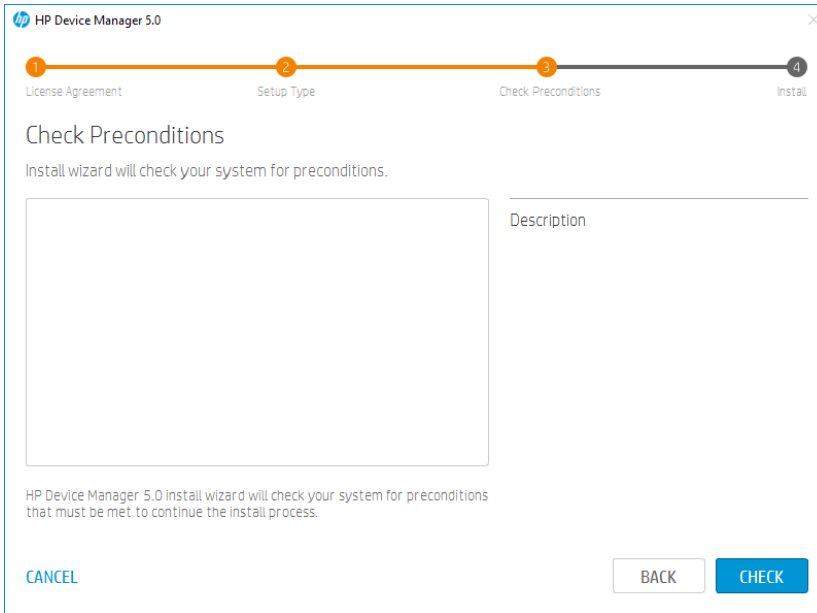 hp HP Device Manager 5.0
1 2 3 4
License Agreement Setup Type Check Preconditions Install
Check Preconditions
Install wizard will check your system for preconditions.
Description
HP Device Manager 5.0 install wizard will check your system for preconditions
that must be met to continue the install process.
CANCEL BACK CHECK